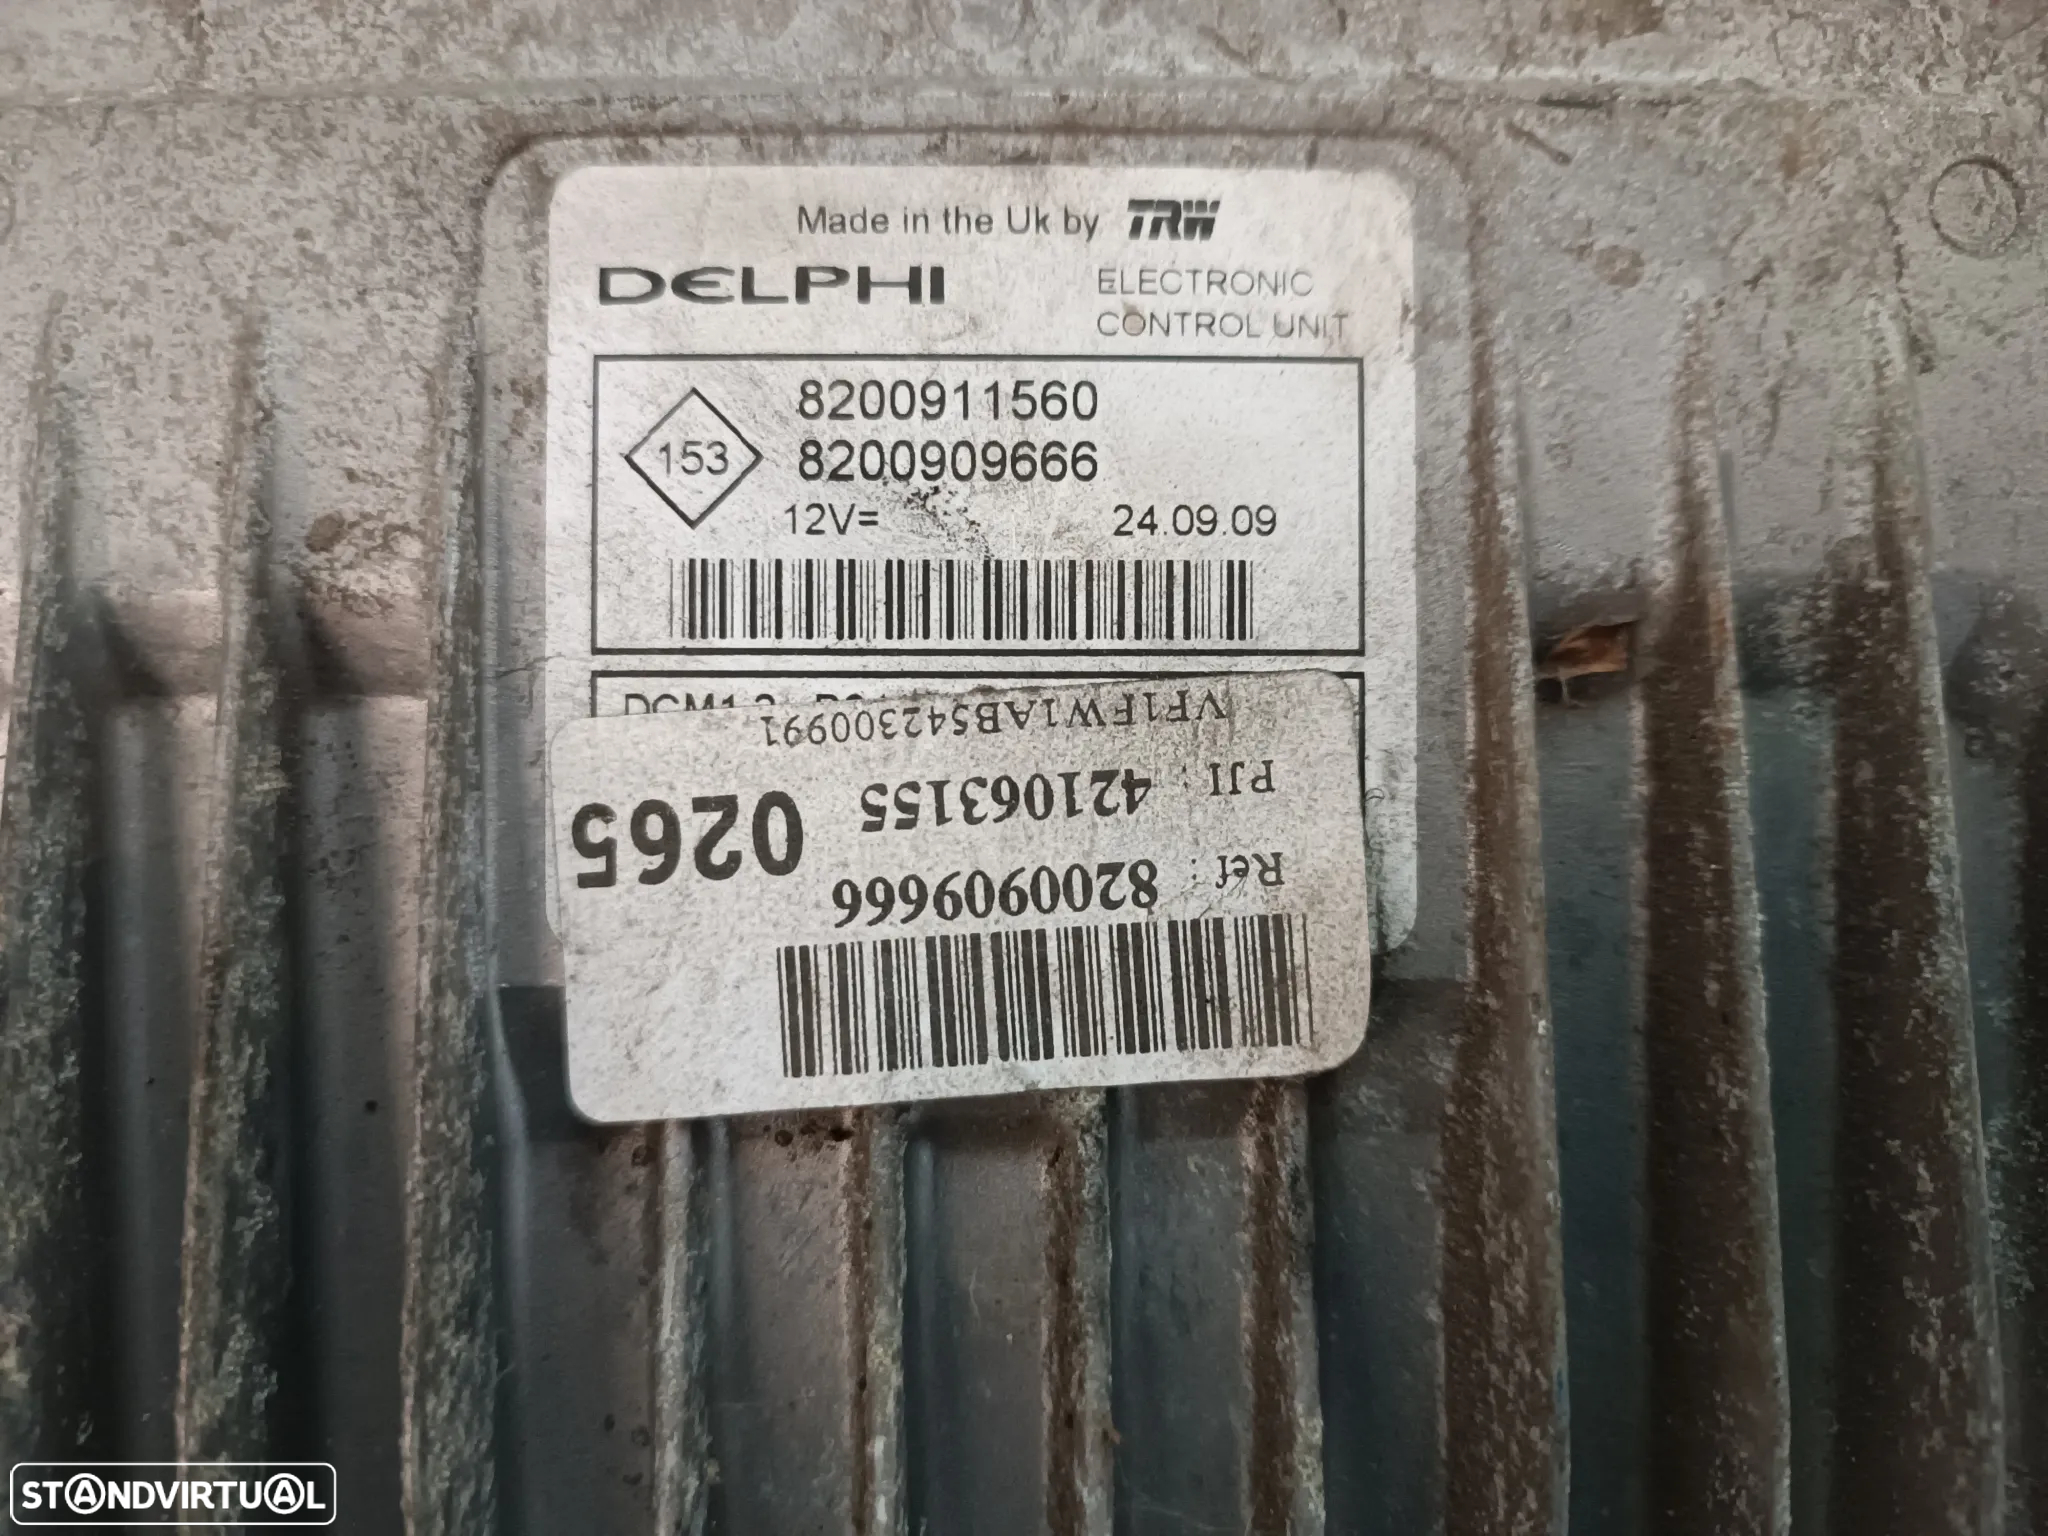 Made in the Uk by TRW
DELPHI
ELECTRONIC
CONTROL UNIT
153
8200911560
8200909666
12V=
24.09.09
VF1FW1AB542300991
PJI : 421063155
0265
Ref : 8200909666
STANDVIRTUAL